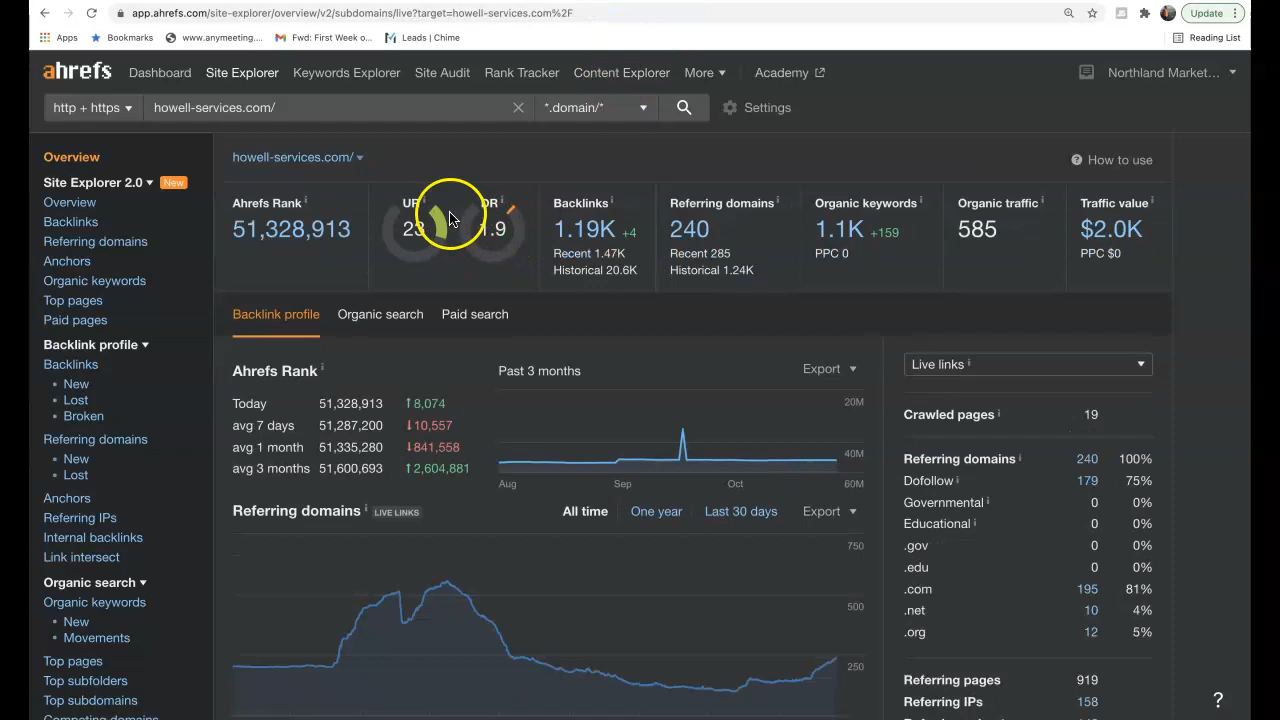 app.ahrefs.com/site-explorer/overview/v2/subdomains/live?target=howell-services.com%2F
Update
Apps
Bookmarks
www.anymeeting....
Fwd: First Week o...
Leads | Chime
Reading List
ahrefs
Dashboard
Site Explorer
Keywords Explorer
Site Audit
Rank Tracker
Content Explorer
More
Academy
Northland Market...
http + https
howell-services.com/
*.domain/*
Settings
Overview
Site Explorer 2.0
New
Overview
Backlinks
Referring domains
Anchors
Organic keywords
Top pages
Paid pages
Backlink profile
Backlinks
• New
• Lost
• Broken
Referring domains
• New
• Lost
Anchors
Referring IPs
Internal backlinks
Link intersect
Organic search
Organic keywords
• New
• Movements
Top pages
Top subfolders
Top subdomains
Competing domains
howell-services.com/
? How to use
Ahrefs Rank i
51,328,913
UR i
23
DR i
1.9
Backlinks i
1.19K +4
Recent 1.47K
Historical 20.6K
Referring domains i
240
Recent 285
Historical 1.24K
Organic keywords i
1.1K +159
PPC 0
Organic traffic i
585
Traffic value i
$2.0K
PPC $0
Backlink profile
Organic search
Paid search
Ahrefs Rank i
Today 51,328,913 ↑8,074
avg 7 days 51,287,200 ↓10,557
avg 1 month 51,335,280 ↓841,558
avg 3 months 51,600,693 ↑2,604,881
Past 3 months
Export
20M
40M
60M
Aug Sep Oct
Referring domains i LIVE LINKS
All time One year Last 30 days Export
750
500
250
Live links i
Crawled pages i 19
Referring domains i 240 100%
Dofollow i 179 75%
Governmental i 0 0%
Educational i 0 0%
.gov 0 0%
.edu 0 0%
.com 195 81%
.net 10 4%
.org 12 5%
Referring pages 919
Referring IPs 158
?